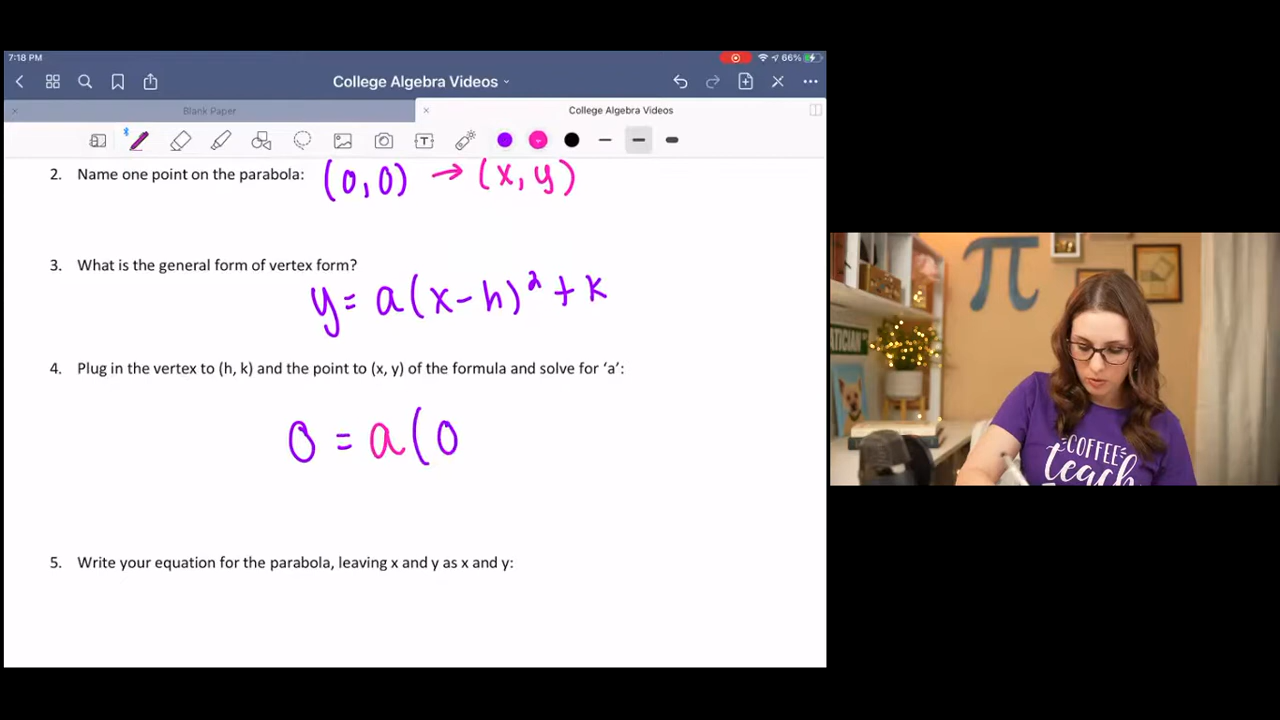 7:18 PM
66%
College Algebra Videos
Blank Paper
College Algebra Videos
2. Name one point on the parabola: (0,0) → (x, y)
3. What is the general form of vertex form?
y = a(x-h)² + k
4. Plug in the vertex to (h, k) and the point to (x, y) of the formula and solve for ‘a’:
0 = a(0
5. Write your equation for the parabola, leaving x and y as x and y:
π
COFFEE
teach